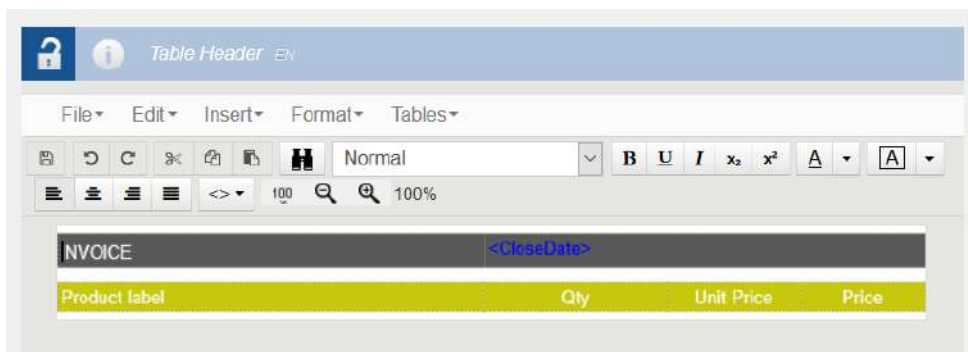 Table Header EN
File Edit Insert Format Tables
Normal B U I x₂ x² A A
<> 100 100%
INVOICE <CloseDate>
Product label Qty Unit Price Price